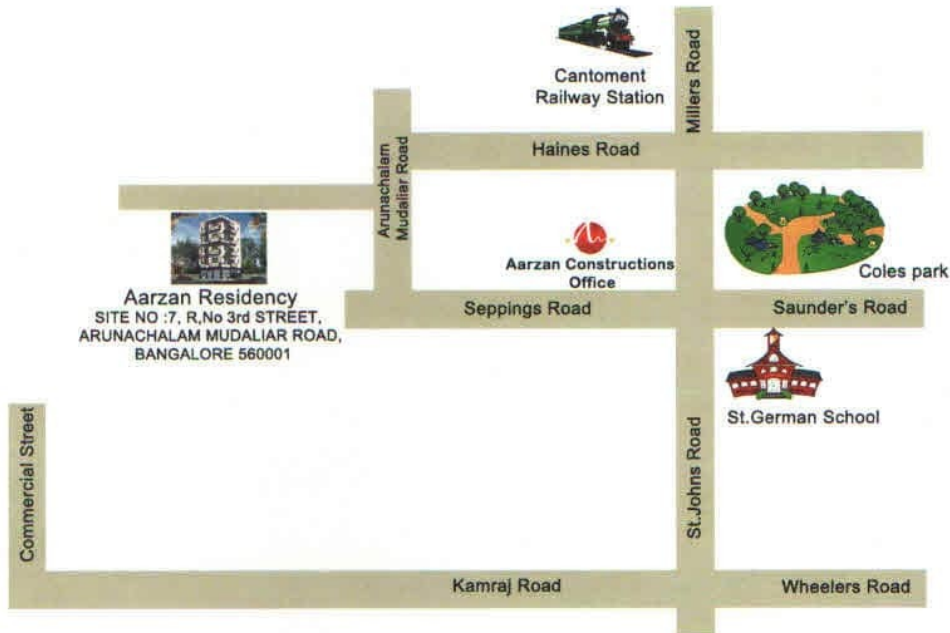 Cantoment
Railway Station
Millers Road
Haines Road
Arunachalam
Mudaliar Road
Aarzan Constructions
Office
Coles park
Aarzan Residency
SITE NO :7, R,No 3rd STREET,
ARUNACHALAM MUDALIAR ROAD,
BANGALORE 560001
Seppings Road
Saunder's Road
St.German School
Commercial Street
St.Johns Road
Kamraj Road
Wheelers Road